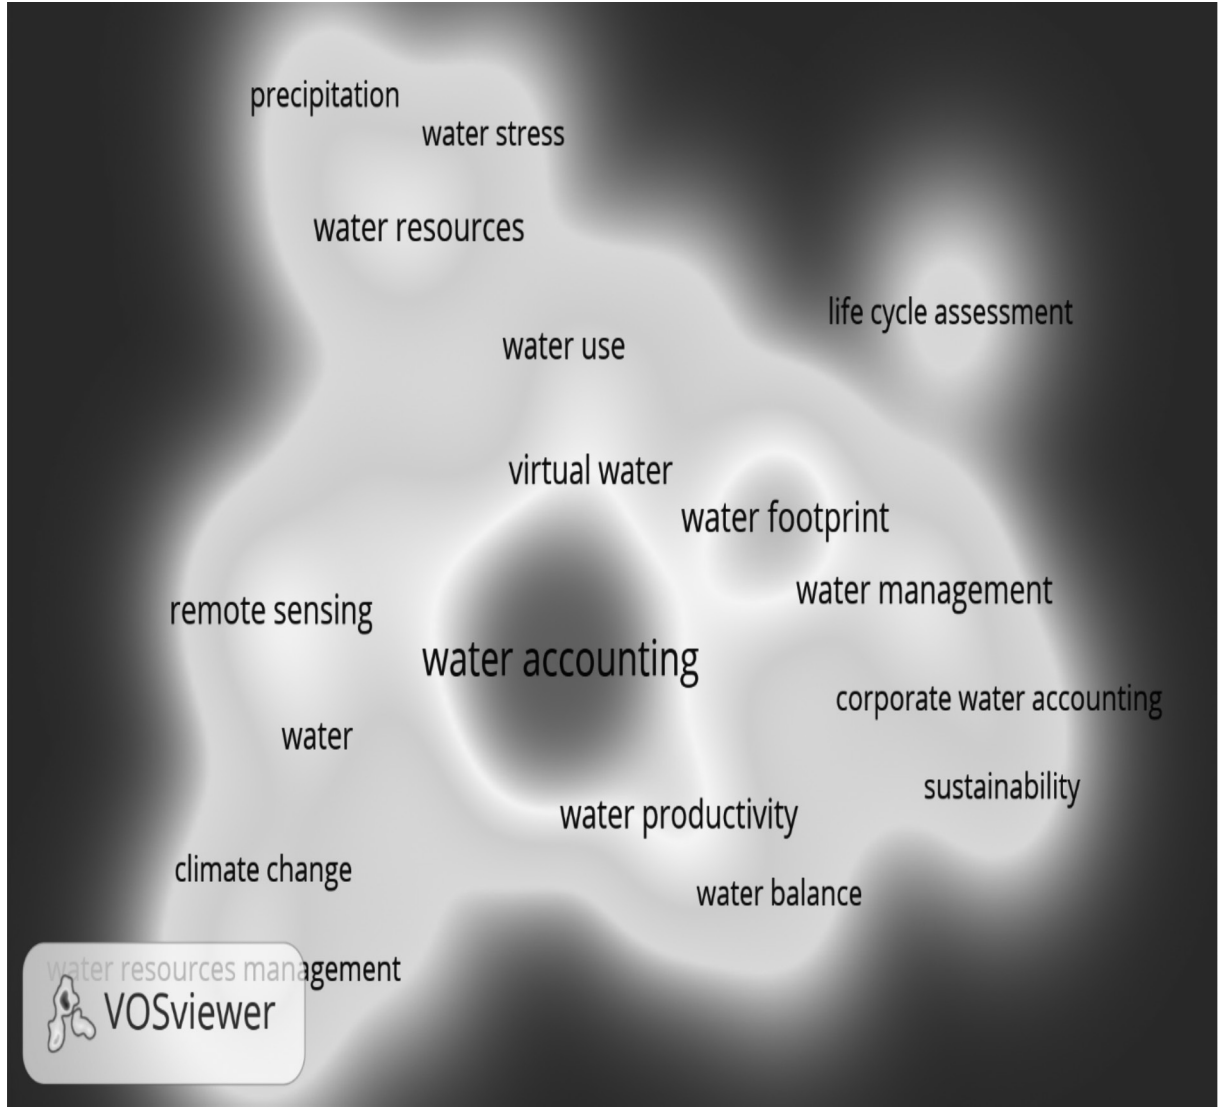 precipitation
water stress
water resources
life cycle assessment
water use
virtual water
water footprint
water management
remote sensing
water accounting
corporate water accounting
water
sustainability
water productivity
climate change
water balance
water resources management
VOSviewer